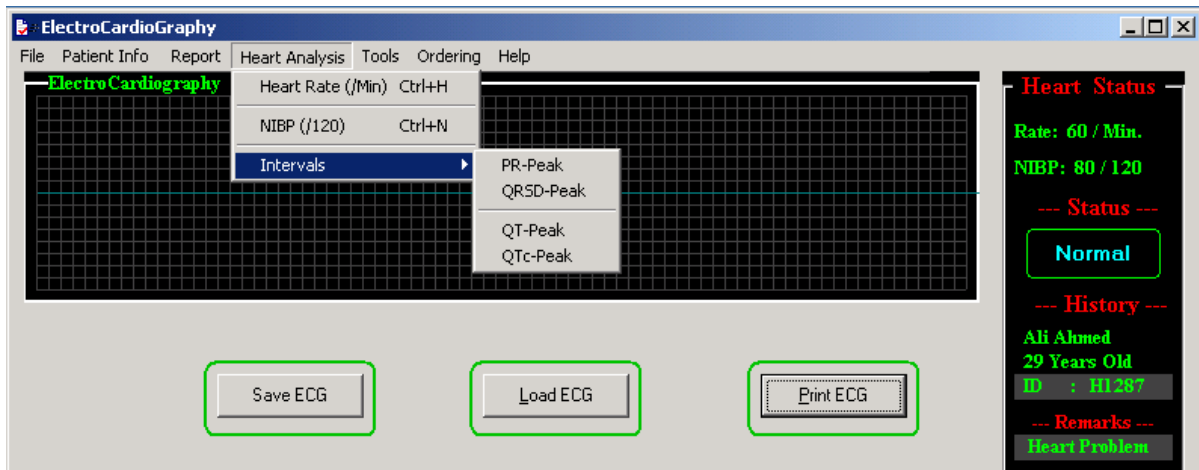 ElectroCardioGraphy
File Patient Info Report Heart Analysis Tools Ordering Help
ElectroCardiography
Heart Rate (/Min) Ctrl+H
NIBP (/120) Ctrl+N
Intervals
PR-Peak
QRSD-Peak
QT-Peak
QTc-Peak
Save ECG
Load ECG
Print ECG
Heart Status
Rate: 60 / Min.
NIBP: 80 / 120
--- Status ---
Normal
--- History ---
Ali Ahmed
29 Years Old
ID : H1287
--- Remarks ---
Heart Problem